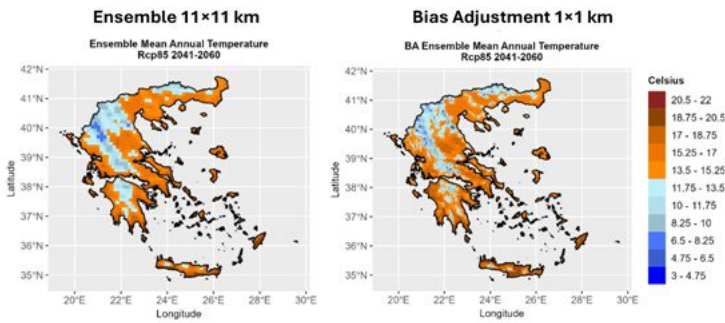 Ensemble 11×11 km
Bias Adjustment 1×1 km
Ensemble Mean Annual Temperature
Rcp85 2041-2060
BA Ensemble Mean Annual Temperature
Rcp85 2041-2060
42°N
41°N
40°N
39°N
38°N
37°N
36°N
35°N
Latitude
20°E
22°E
24°E
26°E
28°E
30°E
Longitude
42°N
41°N
40°N
39°N
38°N
37°N
36°N
35°N
Latitude
20°E
22°E
24°E
26°E
28°E
30°E
Longitude
Celsius
20.5 - 22
18.75 - 20.5
17 - 18.75
15.25 - 17
13.5 - 15.25
11.75 - 13.5
10 - 11.75
8.25 - 10
6.5 - 8.25
4.75 - 6.5
3 - 4.75